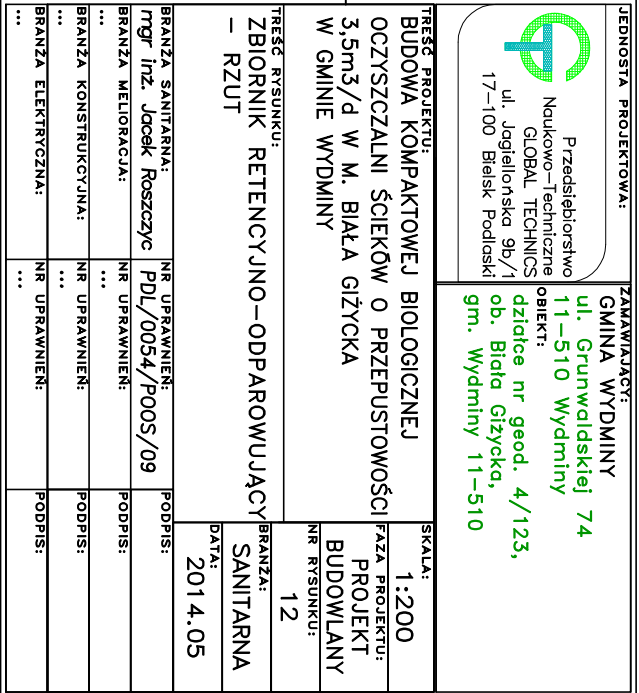 JEDNOSTA PROJEKTOWA:
Przedsiębiorstwo
Naukowo-Techniczne
GLOBAL TECHNICS
ul. Jagiellońska 9b/1
17-100 Bielsk Podlaski
ZAMAWIAJĄCY:
GMINA WYDMINY
ul. Grunwaldskiej 74
11-510 Wydminy
OBIEKT:
działce nr geod. 4/123,
ob. Biała Giżycka,
gm. Wydminy 11-510
TREŚĆ PROJEKTU:
BUDOWA KOMPAKTOWEJ BIOLOGICZNEJ
OCZYSZCZALNI ŚCIEKÓW O PRZEPUSTOWOŚCI
3,5m3/d W M. BIAŁA GIŻYCKA
W GMINIE WYDMINY
SKALA:
1:200
FAZA PROJEKTU:
PROJEKT
BUDOWLANY
NR RYSUNKU:
12
TREŚĆ RYSUNKU:
ZBIORNIK RETENCYJNO-ODPAROWUJĄCY
- RZUT
BRANŻA:
SANITARNA
DATA:
2014.05
BRANŻA SANITARNA:
mgr inż. Jacek Roszczyc
NR UPRAWNIEŃ:
PDL/0054/POOS/09
PODPIS:
BRANŻA MELIORACJA:
...
NR UPRAWNIEŃ:
...
PODPIS:
BRANŻA KONSTRUKCYJNA:
...
NR UPRAWNIEŃ:
...
PODPIS:
BRANŻA ELEKTRYCZNA:
...
NR UPRAWNIEŃ:
...
PODPIS: